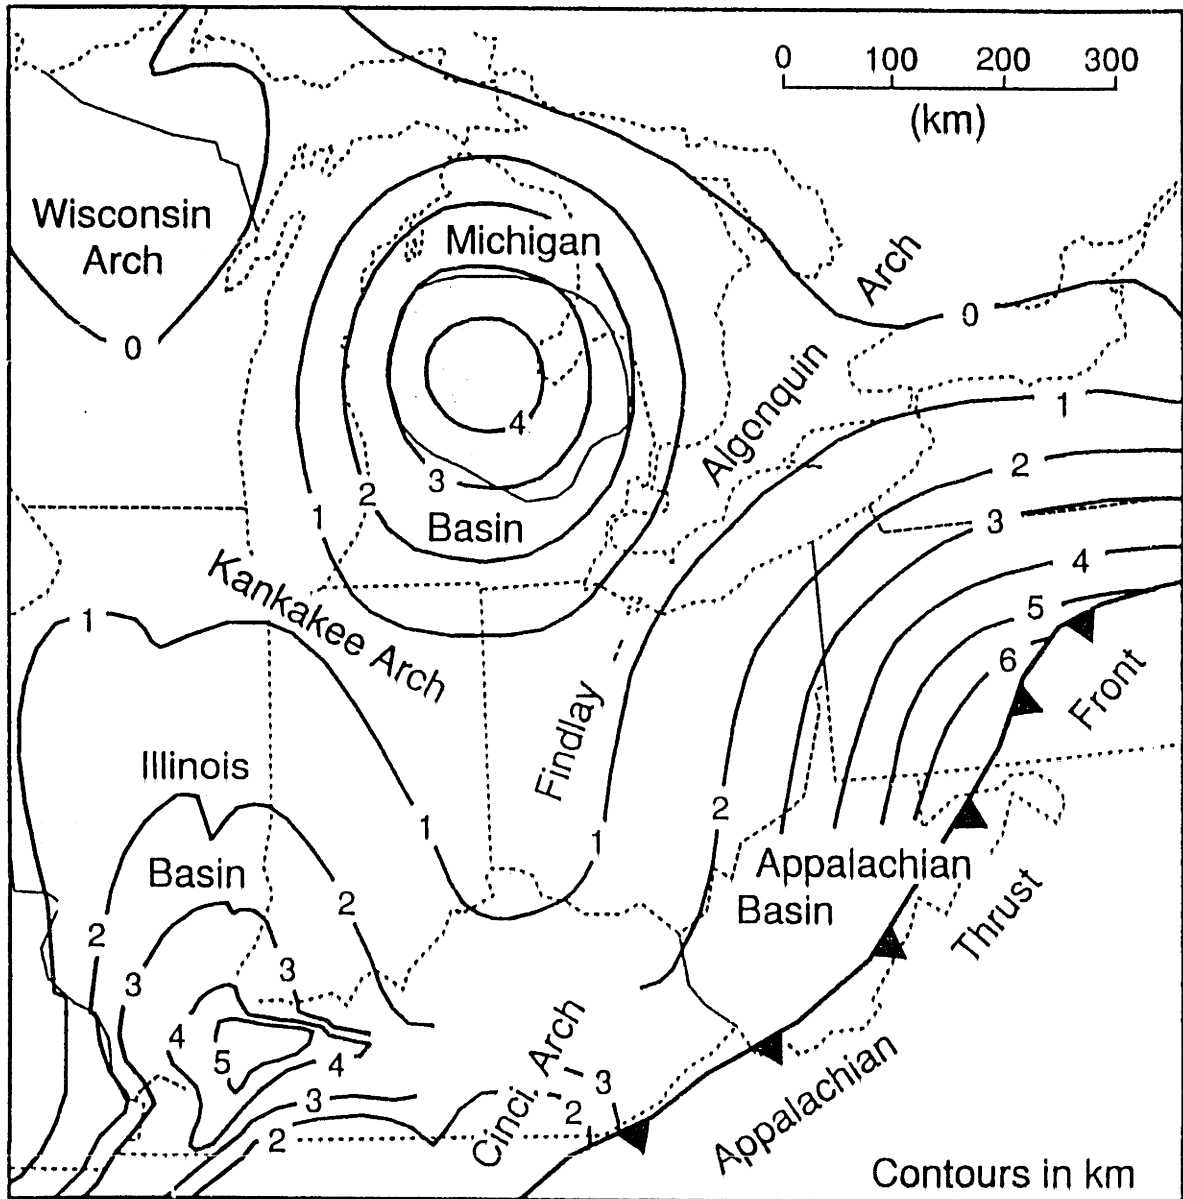 0 100 200 300
(km)
Wisconsin
Arch
Michigan
Arch
0
0
Algonquin
1
4
2
3
2
1
Basin
3
Kankakee Arch
4
1
5
6
Front
Findlay
Illinois
2
1
1
Basin
Appalachian
Basin
2
2
Thrust
3
3
4
5
4
Cinci. Arch
3
3
2
2
Appalachian
Contours in km